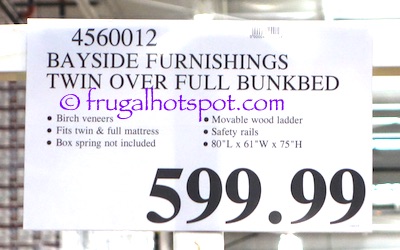 4560012
BAYSIDE FURNISHINGS
TWIN OVER FULL BUNKBED
© frugalhotspot.com
• Birch veneers
• Fits twin & full mattress
• Box spring not included
• Movable wood ladder
• Safety rails
• 80"L x 61"W x 75"H
599.99